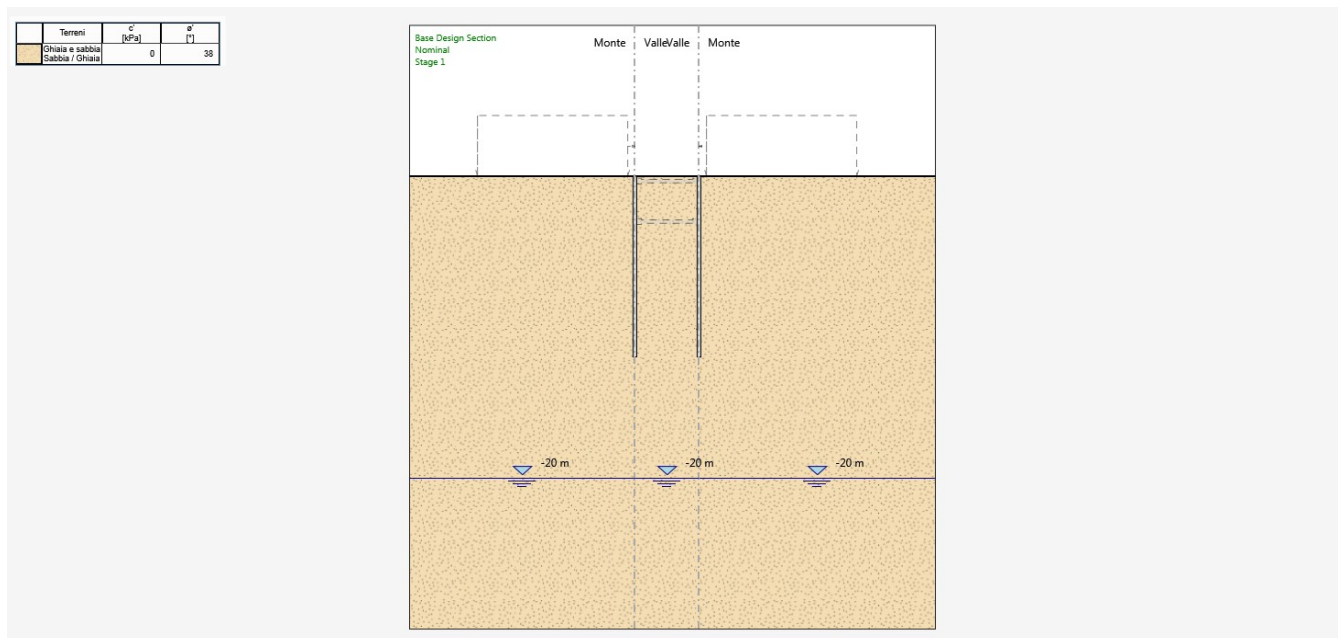 Terreni c' ø'
[kPa] [°]
Ghiaia e sabbia
Sabbia / Ghiaia 0 38
Base Design Section
Nominal
Stage 1
Monte ValleValle Monte
-20 m -20 m -20 m